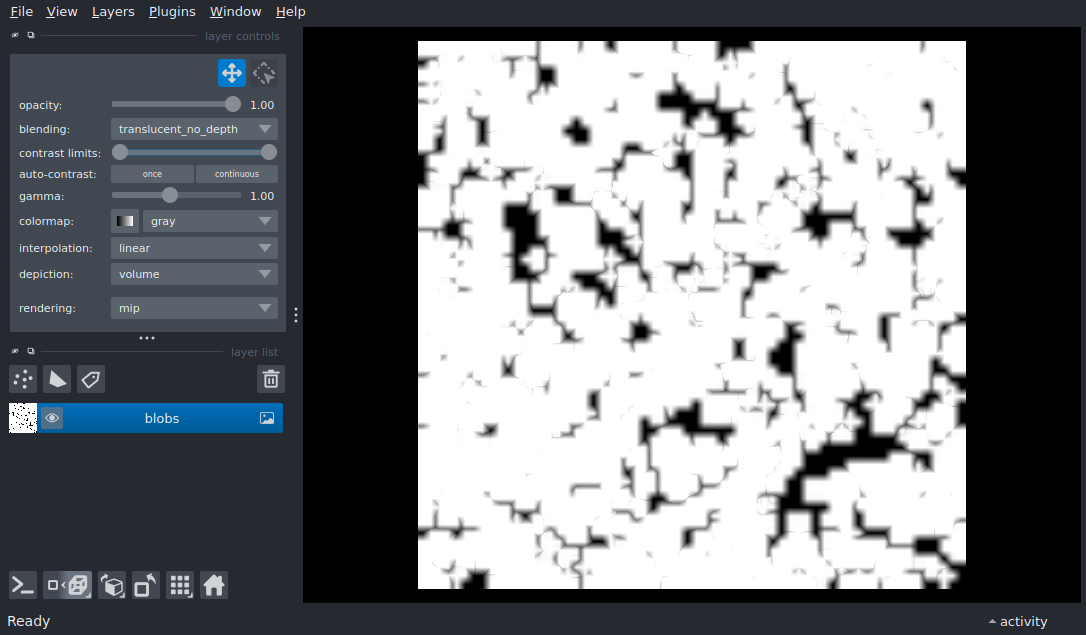 File View Layers Plugins Window Help
layer controls
opacity: 1.00
blending: translucent_no_depth
contrast limits:
auto-contrast: once continuous
gamma: 1.00
colormap: gray
interpolation: linear
depiction: volume
rendering: mip
layer list
blobs
Ready
activity